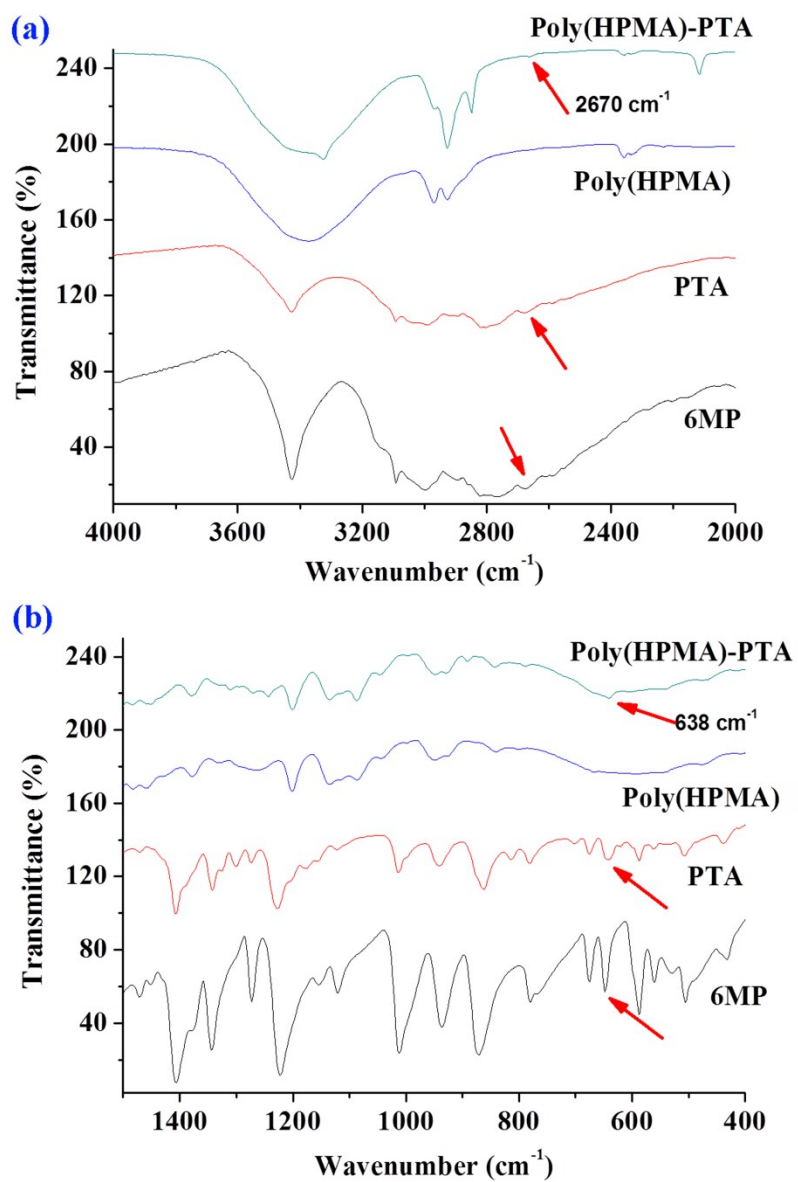 (a)
Poly(HPMA)-PTA
2670 cm⁻¹
Poly(HPMA)
PTA
6MP
Transmittance (%)
240
200
160
120
80
40
4000 3600 3200 2800 2400 2000
Wavenumber (cm⁻¹)
(b)
Poly(HPMA)-PTA
638 cm⁻¹
Poly(HPMA)
PTA
6MP
Transmittance (%)
240
200
160
120
80
40
1400 1200 1000 800 600 400
Wavenumber (cm⁻¹)